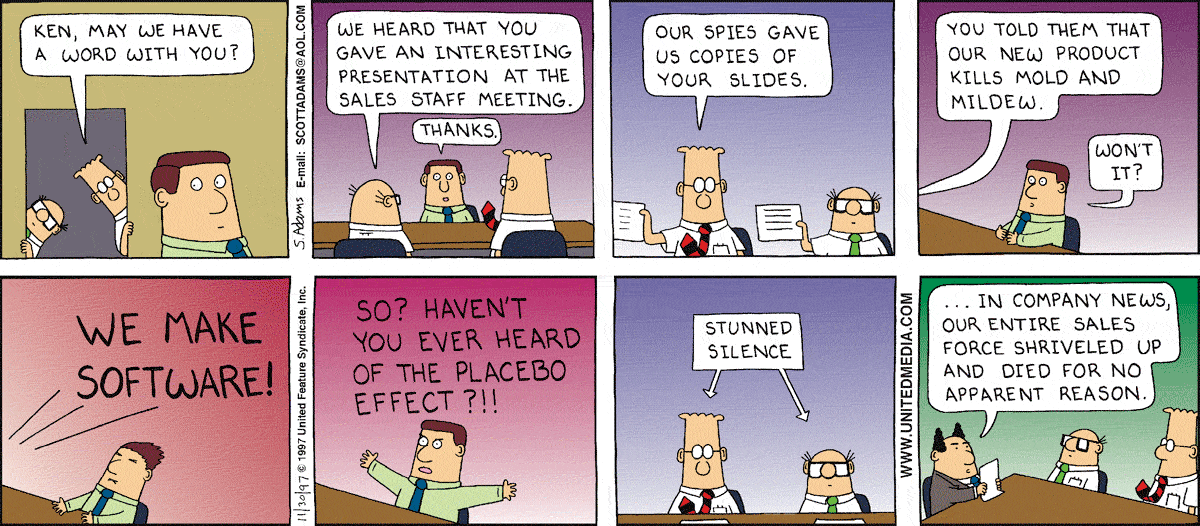 KEN, MAY WE HAVE
A WORD WITH YOU?
S. Adams E-mail: SCOTTADAMS@AOL.COM
WE HEARD THAT YOU
GAVE AN INTERESTING
PRESENTATION AT THE
SALES STAFF MEETING.
THANKS.
OUR SPIES GAVE
US COPIES OF
YOUR SLIDES.
YOU TOLD THEM THAT
OUR NEW PRODUCT
KILLS MOLD AND
MILDEW.
WON'T
IT?
WE MAKE
SOFTWARE!
11/30/97 © 1997 United Feature Syndicate, Inc.
SO? HAVEN'T
YOU EVER HEARD
OF THE PLACEBO
EFFECT?!!
STUNNED
SILENCE
WWW.UNITEDMEDIA.COM
... IN COMPANY NEWS,
OUR ENTIRE SALES
FORCE SHRIVELED UP
AND DIED FOR NO
APPARENT REASON.